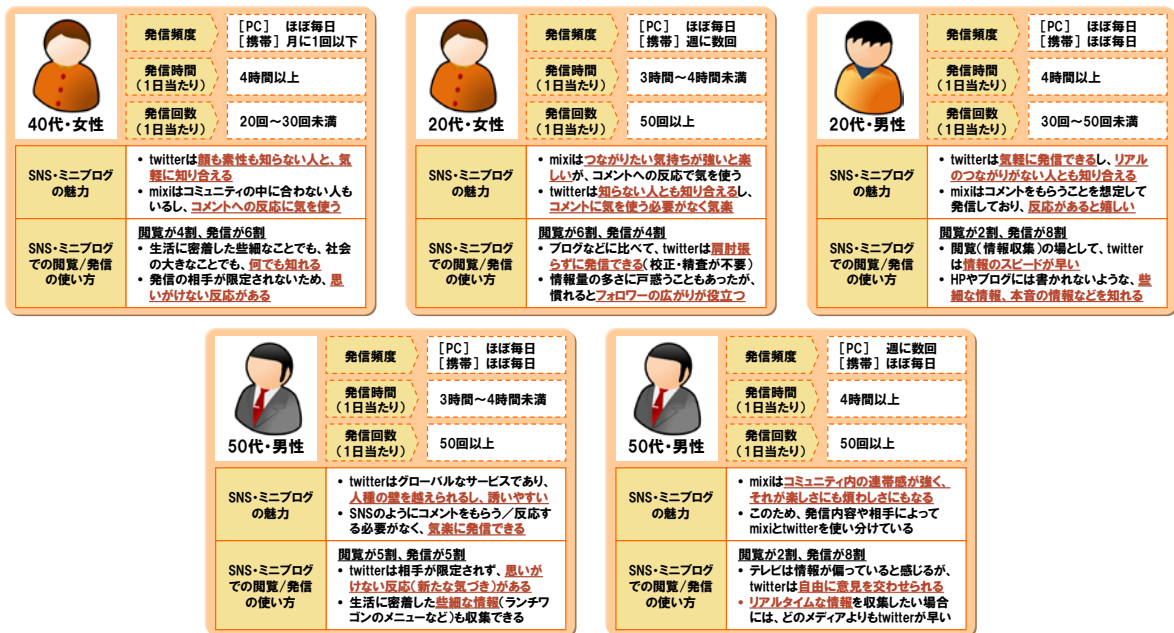 発信頻度
[PC] ほぼ毎日
[携帯] 月に1回以下
発信時間
(1日当たり)
4時間以上
発信回数
(1日当たり)
20回～30回未満
40代・女性
SNS・ミニブログ
の魅力
• twitterは顔も素性も知らない人と、気
軽に知り合える
• mixiはコミュニティの中に合わない人も
いるし、コメントへの反応に気を使う
SNS・ミニブログ
での閲覧/発信
の使い方
閲覧が4割、発信が6割
• 生活に密着した些細なことでも、社会
の大きなことでも、何でも知れる
• 発信の相手が限定されないため、思
いがけない反応がある
発信頻度
[PC] ほぼ毎日
[携帯] 週に数回
発信時間
(1日当たり)
3時間～4時間未満
発信回数
(1日当たり)
50回以上
20代・女性
SNS・ミニブログ
の魅力
• mixiはつながりたい気持ちが強いと楽
しいが、コメントへの反応で気を使う
• twitterは知らない人とも知り合えるし、
コメントに気を使う必要がなく気楽
SNS・ミニブログ
での閲覧/発信
の使い方
閲覧が6割、発信が4割
• ブログなどに比べて、twitterは肩肘張
らずに発信できる(校正・精査が不要)
• 情報量の多さに戸惑うこともあったが、
慣れるとフォロワーの広がりが役立つ
発信頻度
[PC] ほぼ毎日
[携帯] ほぼ毎日
発信時間
(1日当たり)
4時間以上
発信回数
(1日当たり)
30回～50回未満
20代・男性
SNS・ミニブログ
の魅力
• twitterは気軽に発信できるし、リアル
のつながりがない人とも知り合える
• mixiはコメントをもらうことを想定して
発信しており、反応があると嬉しい
SNS・ミニブログ
での閲覧/発信
の使い方
閲覧が2割、発信が8割
• 閲覧(情報収集)の場として、twitter
は情報のスピードが早い
• HPやブログには書かれないような、些
細な情報、本音の情報などを知れる
発信頻度
[PC] ほぼ毎日
[携帯] ほぼ毎日
発信時間
(1日当たり)
3時間～4時間未満
発信回数
(1日当たり)
50回以上
50代・男性
SNS・ミニブログ
の魅力
• twitterはグローバルなサービスであり、
人種の壁を越えられるし、誘いやすい
• SNSのようにコメントをもらう／反応す
る必要がなく、気楽に発信できる
SNS・ミニブログ
での閲覧/発信
の使い方
閲覧が5割、発信が5割
• twitterは相手が限定されず、思いが
けない反応(新たな気づき)がある
• 生活に密着した些細な情報(ランチワ
ゴンのメニューなど)も収集できる
発信頻度
[PC] 週に数回
[携帯] ほぼ毎日
発信時間
(1日当たり)
4時間以上
発信回数
(1日当たり)
50回以上
50代・男性
SNS・ミニブログ
の魅力
• mixiはコミュニティ内の連帯感が強く、
それが楽しさにも煩わしさにもなる
• このため、発信内容や相手によって
mixiとtwitterを使い分けている
SNS・ミニブログ
での閲覧/発信
の使い方
閲覧が2割、発信が8割
• テレビは情報が偏っていると感じるが、
twitterは自由に意見を交わせられる
• リアルタイムな情報を収集したい場合
には、どのメディアよりもtwitterが早い